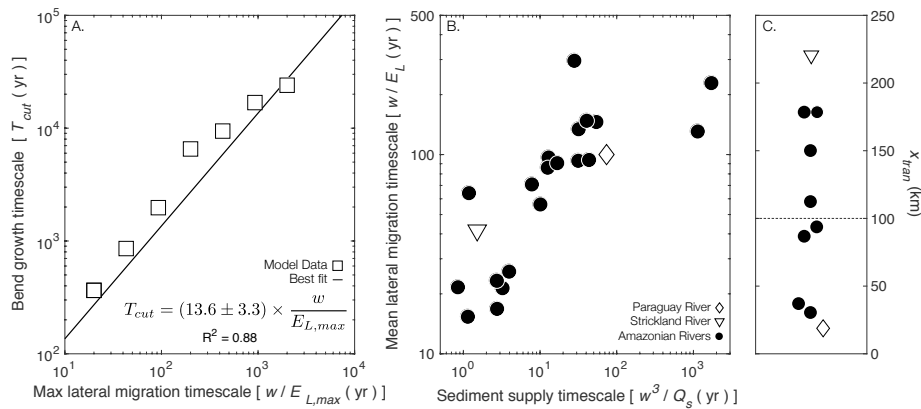 A.
Bend growth timescale [ T_cut ( yr ) ]
10^5
10^4
10^3
10^2
10^1
10^2
10^3
10^4
Max lateral migration timescale [ w / E_L,max ( yr ) ]
Model Data
Best fit
T_cut = (13.6 ± 3.3) × w / E_L,max
R^2 = 0.88
B.
Mean lateral migration timescale [ w / E_L ( yr ) ]
500
100
10
10^0
10^1
10^2
10^3
Sediment supply timescale [ w^3 / Q_s ( yr ) ]
Paraguay River
Strickland River
Amazonian Rivers
C.
250
200
150
100
50
0
x_tran (km)